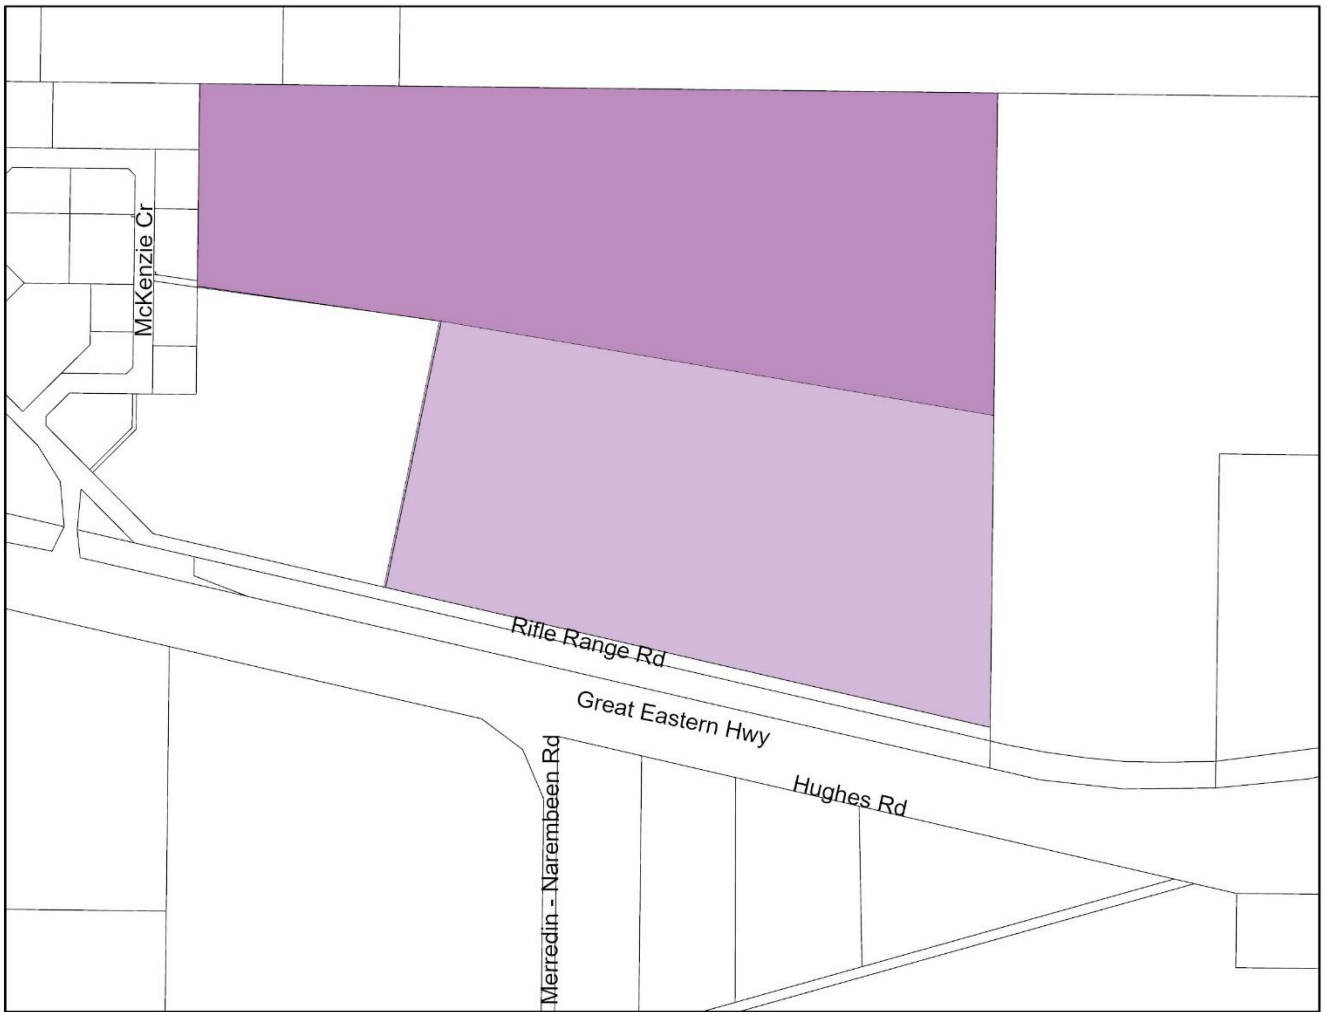 McKenzie Cr
Rifle Range Rd
Great Eastern Hwy
Merredin - Narembeen Rd
Hughes Rd